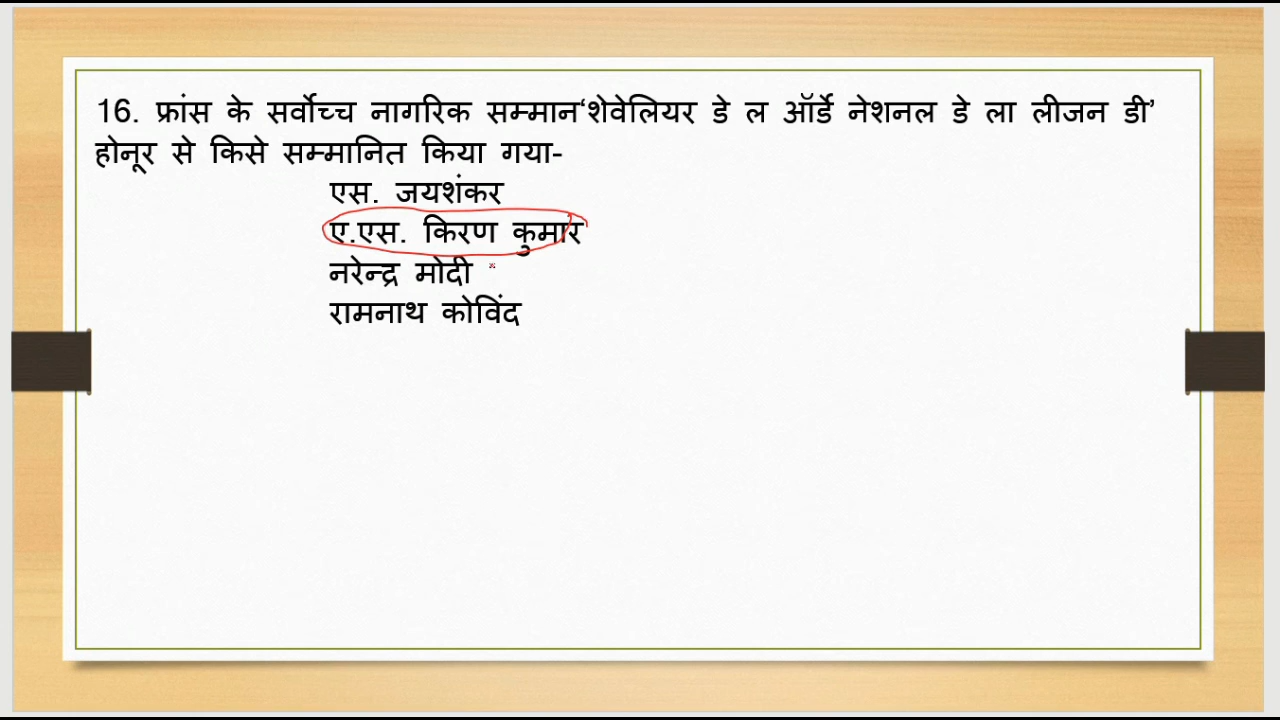 16. फ्रांस के सर्वोच्च नागरिक सम्मान‘शेवेलियर डे ल ऑर्डे नेशनल डे ला लीजन डी’
होनूर से किसे सम्मानित किया गया-
एस. जयशंकर
ए.एस. किरण कुमार
नरेन्द्र मोदी
रामनाथ कोविंद